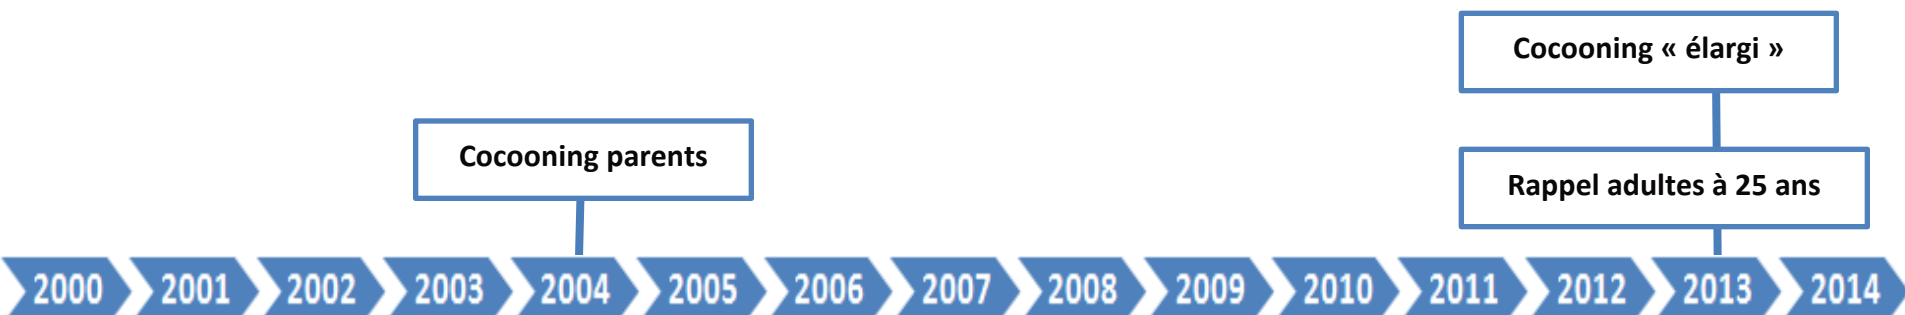 Cocooning « élargi »
Cocooning parents
Rappel adultes à 25 ans
2000 2001 2002 2003 2004 2005 2006 2007 2008 2009 2010 2011 2012 2013 2014